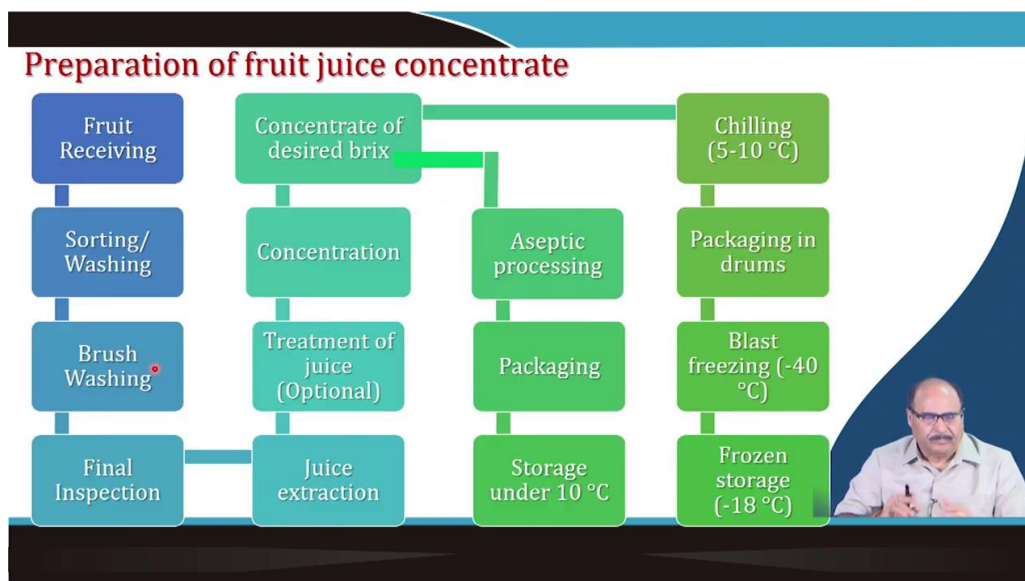 Preparation of fruit juice concentrate
Fruit
Receiving
Sorting/
Washing
Brush
Washing
Final
Inspection
Concentrate of
desired brix
Concentration
Treatment of
juice
(Optional)
Juice
extraction
Aseptic
processing
Packaging
Storage
under 10 °C
Chilling
(5-10 °C)
Packaging in
drums
Blast
freezing (-40
°C)
Frozen
storage
(-18 °C)